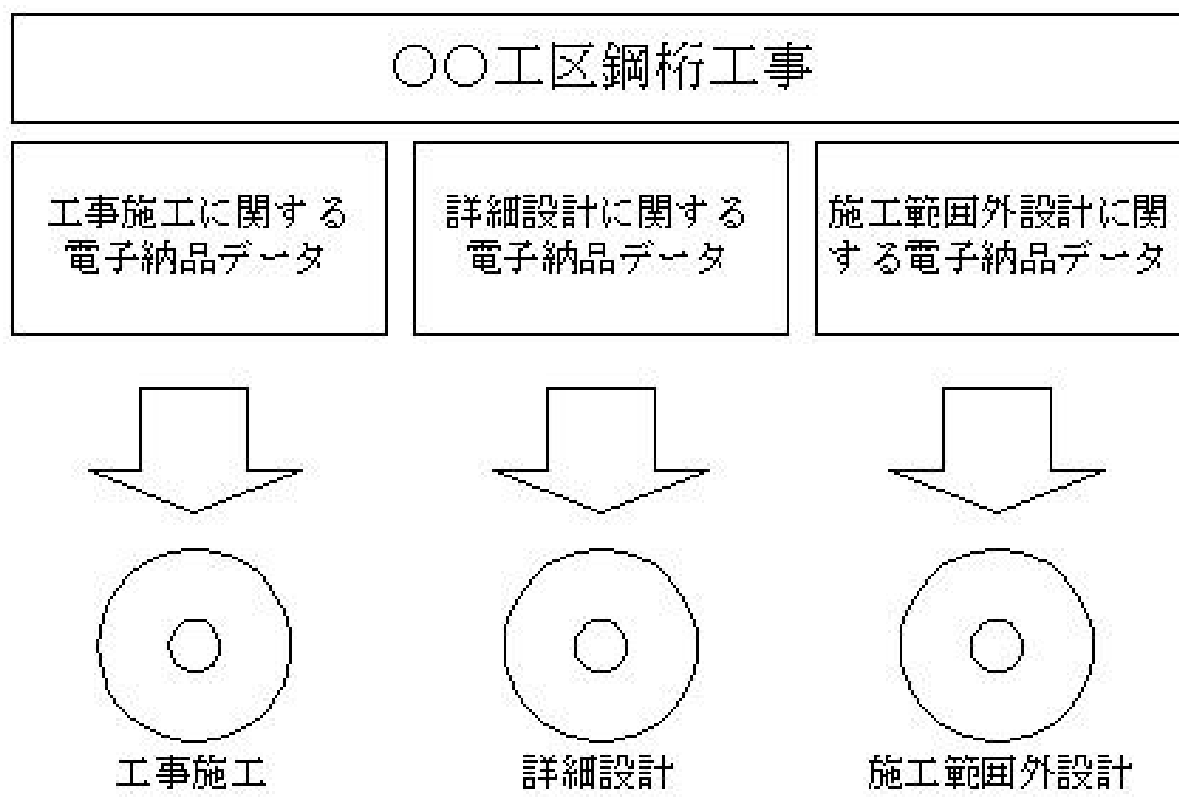 ○○工区鋼桁工事
工事施工に関する
電子納品データ
詳細設計に関する
電子納品データ
施工範囲外設計に関
する電子納品データ
工事施工
詳細設計
施工範囲外設計